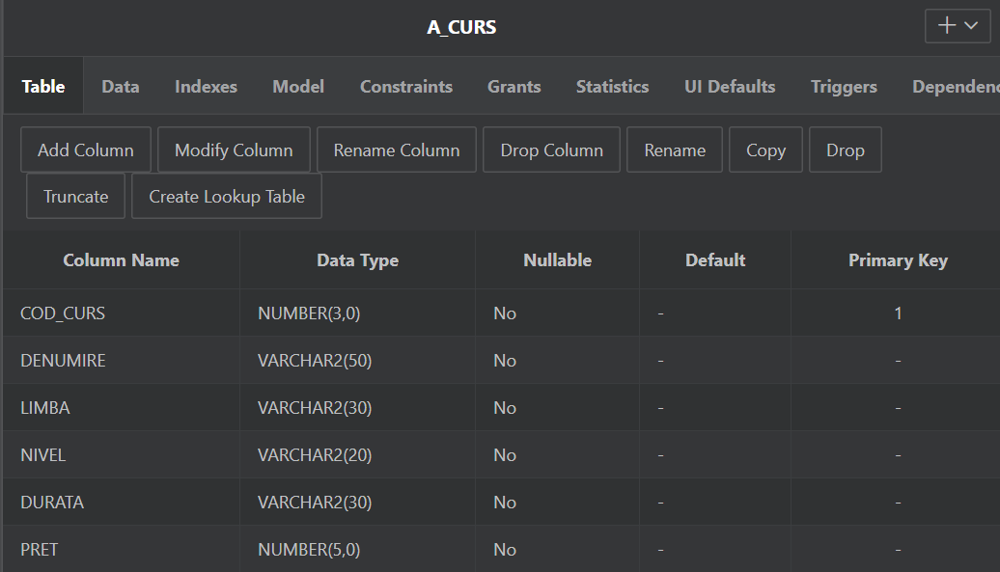 A_CURS
Table Data Indexes Model Constraints Grants Statistics UI Defaults Triggers Dependenc
Add Column Modify Column Rename Column Drop Column Rename Copy Drop
Truncate Create Lookup Table
Column Name Data Type Nullable Default Primary Key
COD_CURS NUMBER(3,0) No - 1
DENUMIRE VARCHAR2(50) No - -
LIMBA VARCHAR2(30) No - -
NIVEL VARCHAR2(20) No - -
DURATA VARCHAR2(30) No - -
PRET NUMBER(5,0) No - -